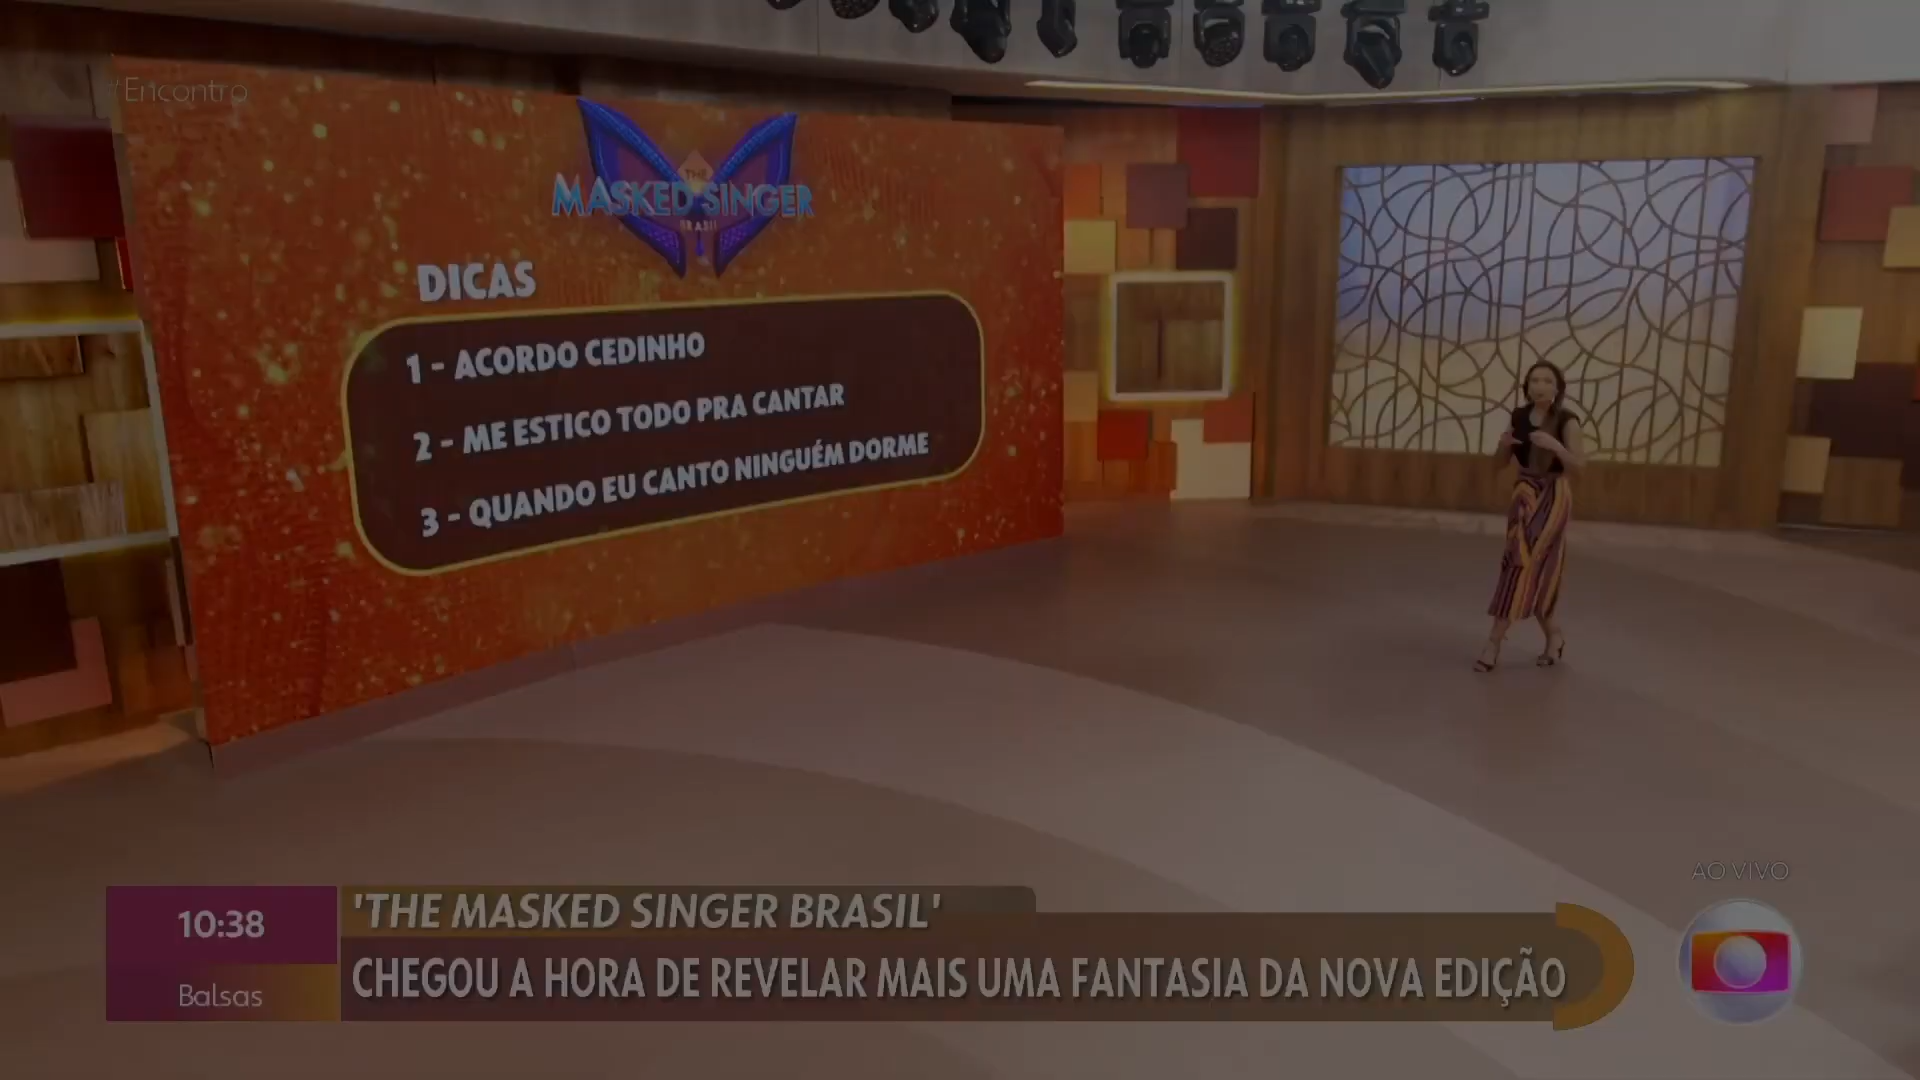 #Encontro
THE
MASKED SINGER
BRASIL
DICAS
1 - ACORDO CEDINHO
2 - ME ESTICO TODO PRA CANTAR
3 - QUANDO EU CANTO NINGUÉM DORME
AO VIVO
10:38
Balsas
'THE MASKED SINGER BRASIL'
CHEGOU A HORA DE REVELAR MAIS UMA FANTASIA DA NOVA EDIÇÃO